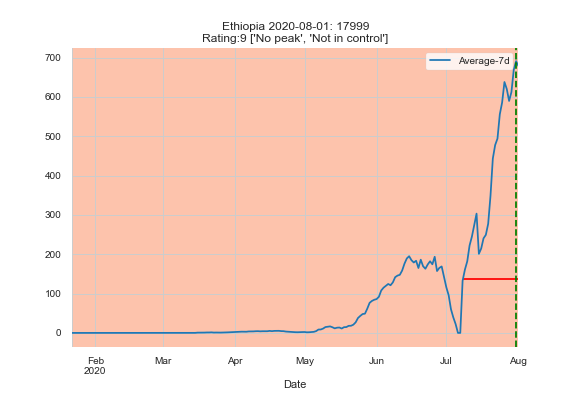 Ethiopia 2020-08-01: 17999
Rating:9 ['No peak', 'Not in control']
Average-7d
700
600
500
400
300
200
100
0
Feb Mar Apr May Jun Jul Aug
2020
Date